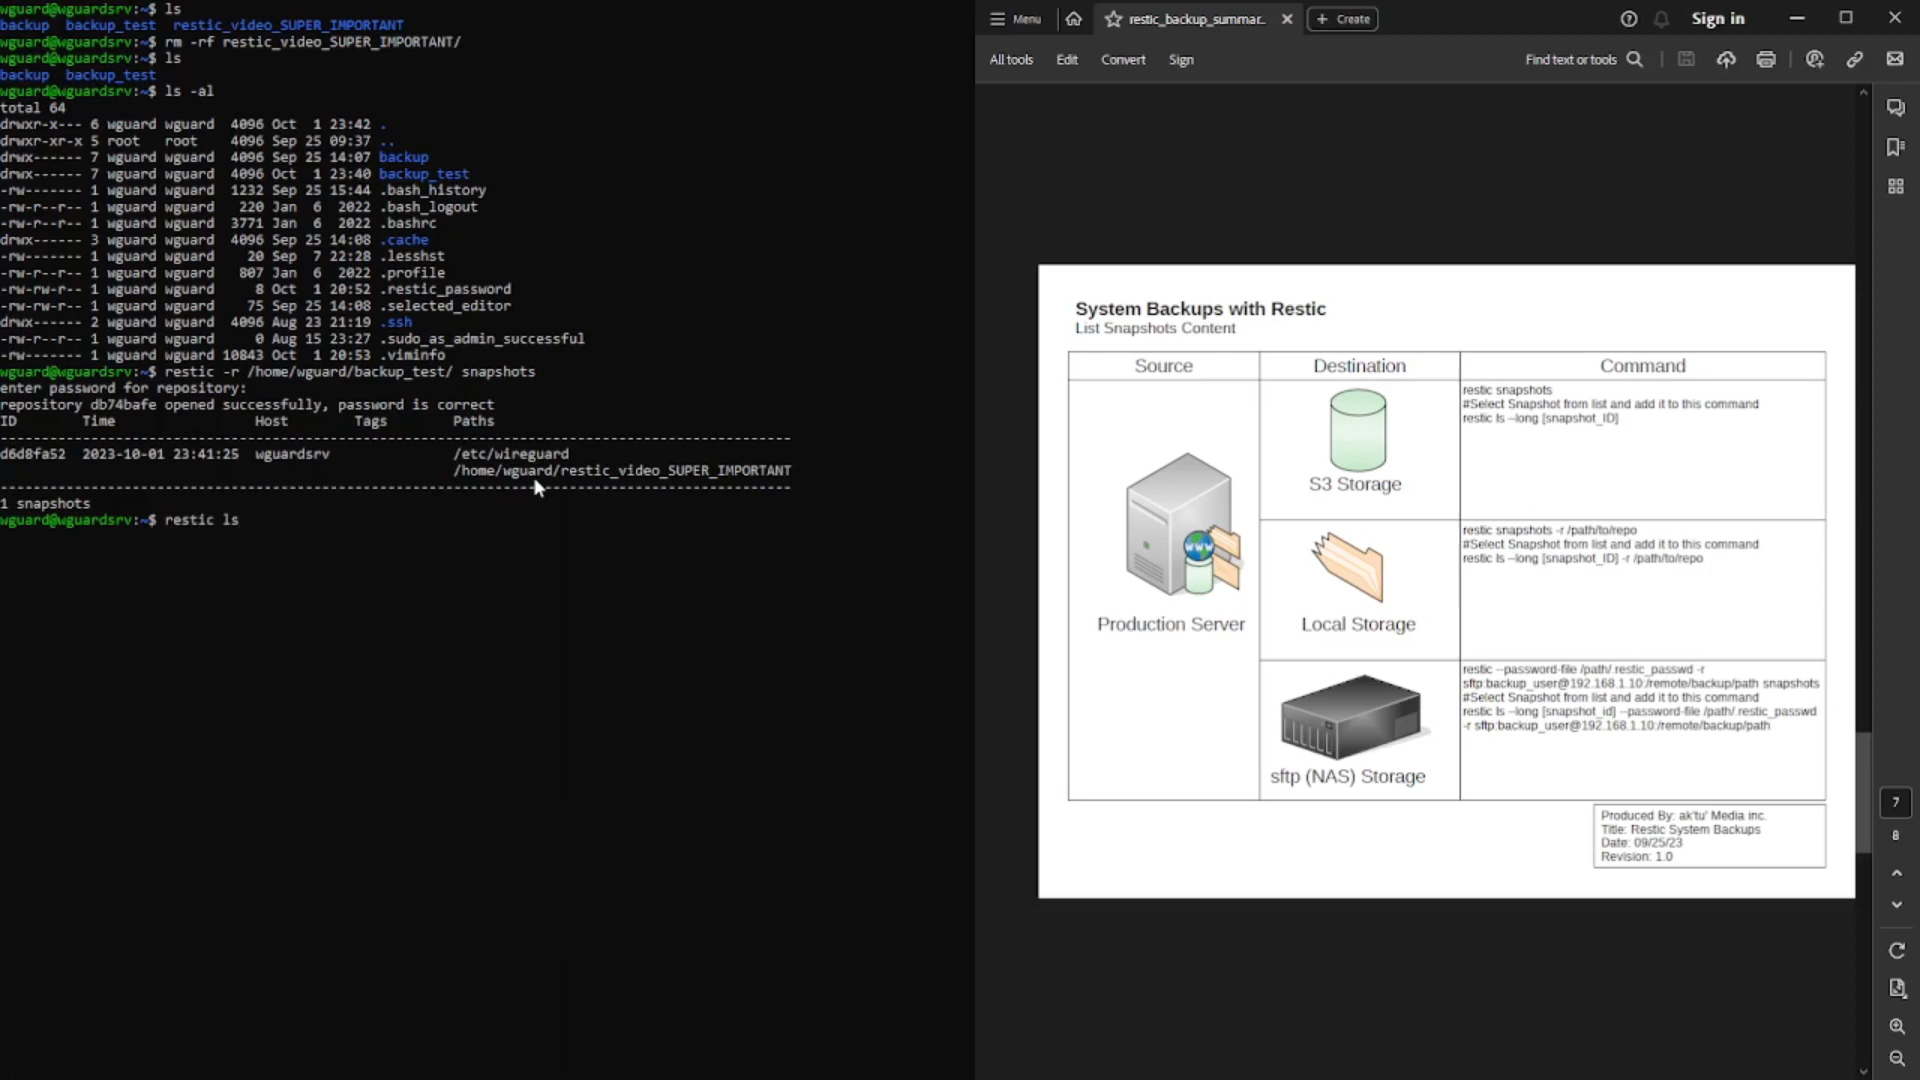 wguard@wguardsrv:~$ ls
backup  backup_test  restic_video_SUPER_IMPORTANT
wguard@wguardsrv:~$ rm -rf restic_video_SUPER_IMPORTANT/
wguard@wguardsrv:~$ ls
backup  backup_test
wguard@wguardsrv:~$ ls -al
total 64
drwxr-x--- 6 wguard wguard  4096 Oct  1 23:42 .
drwxr-xr-x 5 root   root    4096 Sep 25 09:37 ..
drwx------ 7 wguard wguard  4096 Sep 25 14:07 backup
drwx------ 7 wguard wguard  4096 Oct  1 23:40 backup_test
-rw------- 1 wguard wguard  1232 Sep 25 15:44 .bash_history
-rw-r--r-- 1 wguard wguard   220 Jan  6  2022 .bash_logout
-rw-r--r-- 1 wguard wguard  3771 Jan  6  2022 .bashrc
drwx------ 3 wguard wguard  4096 Sep 25 14:08 .cache
-rw------- 1 wguard wguard    20 Sep  7 22:28 .lesshst
-rw-r--r-- 1 wguard wguard   807 Jan  6  2022 .profile
-rw-rw-r-- 1 wguard wguard     8 Oct  1 20:52 .restic_password
-rw-rw-r-- 1 wguard wguard    75 Sep 25 14:08 .selected_editor
drwx------ 2 wguard wguard  4096 Aug 23 21:19 .ssh
-rw-r--r-- 1 wguard wguard     0 Aug 15 23:27 .sudo_as_admin_successful
-rw------- 1 wguard wguard 10843 Oct  1 20:53 .viminfo
wguard@wguardsrv:~$ restic -r /home/wguard/backup_test/ snapshots
enter password for repository:
repository db74bafe opened successfully, password is correct
ID        Time                 Host        Tags        Paths
--------------------------------------------------------------------------------
d6d8fa52  2023-10-01 23:41:25  wguardsrv               /etc/wireguard
/home/wguard/restic_video_SUPER_IMPORTANT
--------------------------------------------------------------------------------
1 snapshots
wguard@wguardsrv:~$ restic ls
Menu
restic_backup_summar...
Create
Sign in
All tools
Edit
Convert
Sign
Find text or tools
System Backups with Restic
List Snapshots Content
Source
Destination
Command
Production Server
S3 Storage
restic snapshots
#Select Snapshot from list and add it to this command
restic ls --long [snapshot_ID]
Local Storage
restic snapshots -r /path/to/repo
#Select Snapshot from list and add it to this command
restic ls --long [snapshot_ID] -r /path/to/repo
sftp (NAS) Storage
restic --password-file /path/.restic_passwd -r
sftp:backup_user@192.168.1.10:/remote/backup/path snapshots
#Select Snapshot from list and add it to this command
restic ls --long [snapshot_id] --password-file /path/.restic_passwd
-r sftp:backup_user@192.168.1.10:/remote/backup/path
Produced By: ak'tu' Media inc.
Title: Restic System Backups
Date: 09/25/23
Revision: 1.0
7
8